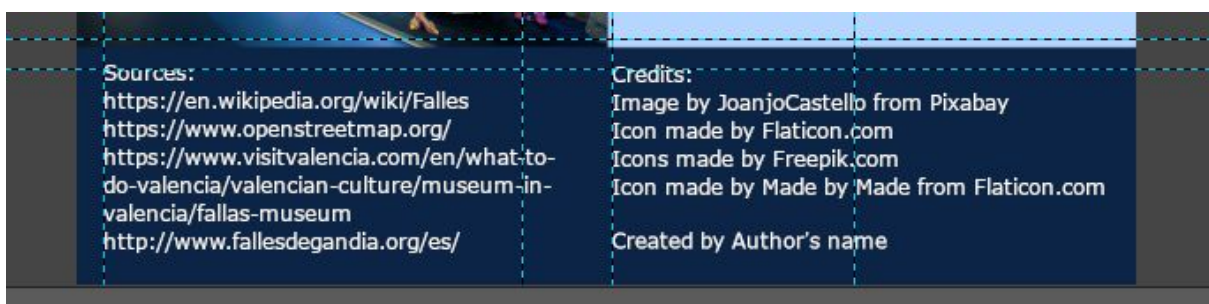 Sources:
https://en.wikipedia.org/wiki/Falles
https://www.openstreetmap.org/
https://www.visitvalencia.com/en/what-to-
do-valencia/valencian-culture/museum-in-
valencia/fallas-museum
http://www.fallesdegandia.org/es/
Credits:
Image by JoanjoCastello from Pixabay
Icon made by Flaticon.com
Icons made by Freepik.com
Icon made by Made by Made from Flaticon.com
Created by Author's name